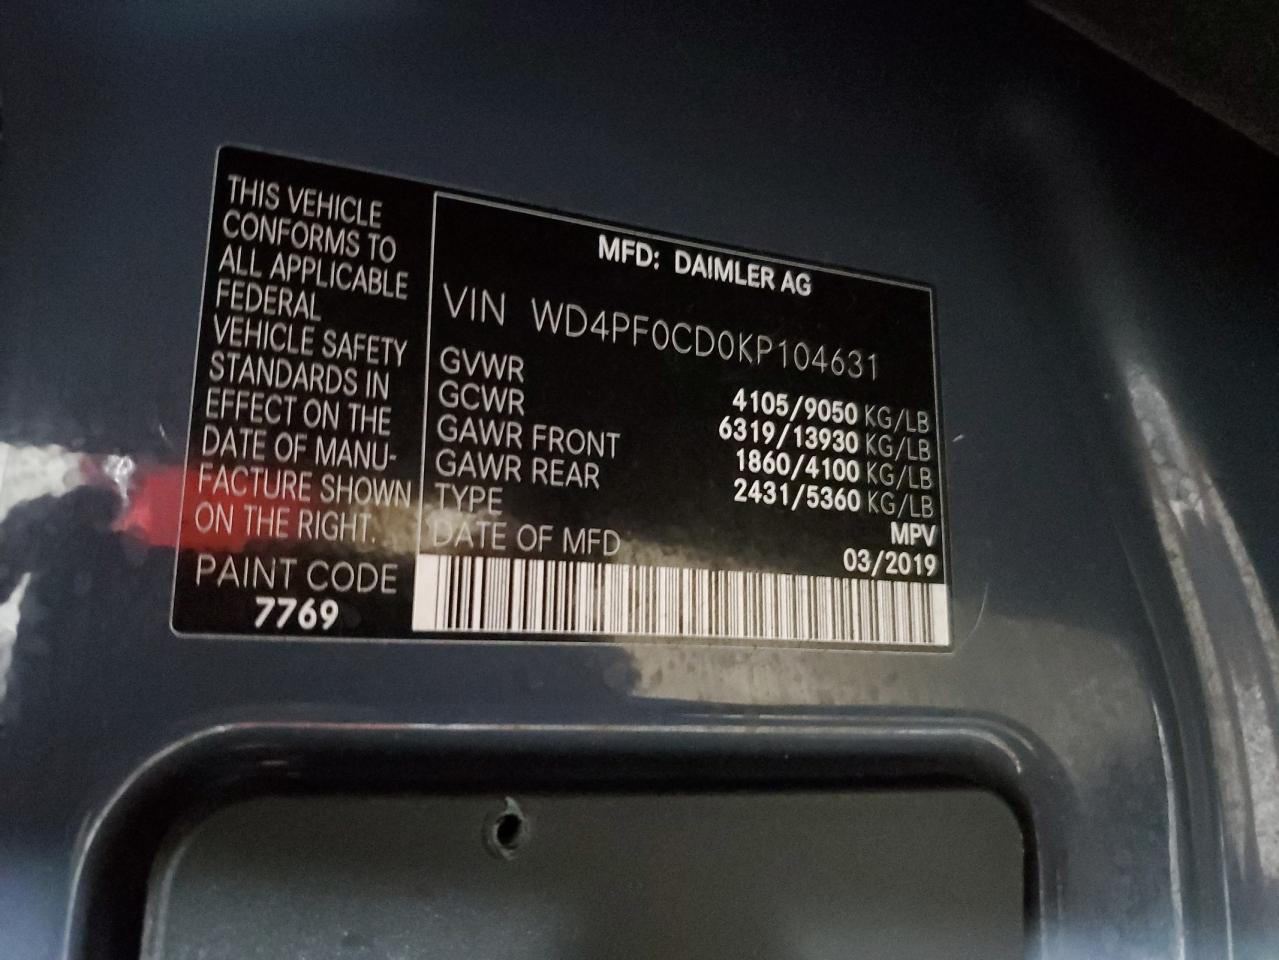 THIS VEHICLE
CONFORMS TO
ALL APPLICABLE
FEDERAL
VEHICLE SAFETY
STANDARDS IN
EFFECT ON THE
DATE OF MANU-
FACTURE SHOWN
ON THE RIGHT.
PAINT CODE
7769
MFD: DAIMLER AG
VIN WD4PF0CD0KP104631
GVWR 4105/9050 KG/LB
GCWR 6319/13930 KG/LB
GAWR FRONT 1860/4100 KG/LB
GAWR REAR 2431/5360 KG/LB
TYPE MPV
DATE OF MFD 03/2019